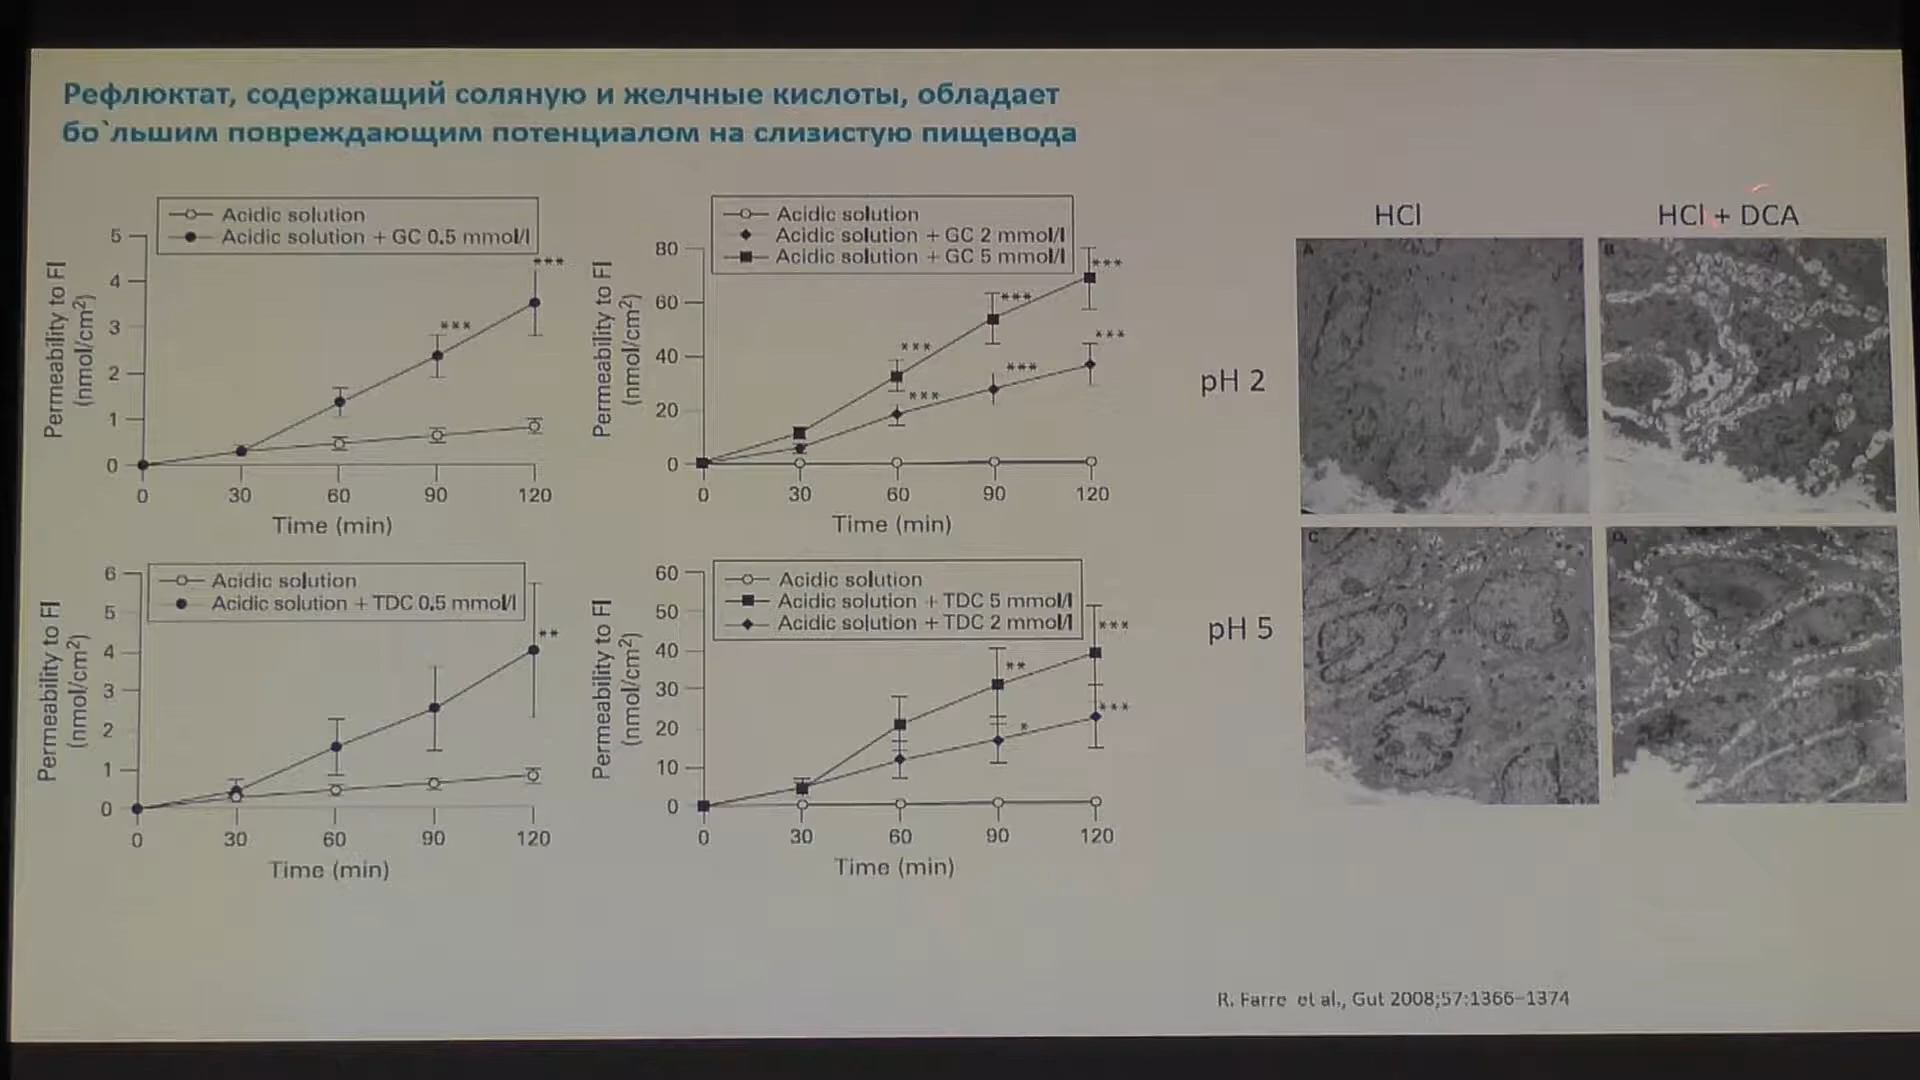 Рефлюктат, содержащий соляную и желчные кислоты, обладает
бо`льшим повреждающим потенциалом на слизистую пищевода
Acidic solution
Acidic solution + GC 0.5 mmol/l
Permeability to Fl
(nmol/cm²)
5
4
3
2
1
0
***
***
0 30 60 90 120
Time (min)
Acidic solution
Acidic solution + GC 2 mmol/l
Acidic solution + GC 5 mmol/l
Permeability to Fl
(nmol/cm²)
80
60
40
20
0
***
***
***
***
***
***
0 30 60 90 120
Time (min)
Acidic solution
Acidic solution + TDC 0.5 mmol/l
Permeability to Fl
(nmol/cm²)
6
5
4
3
2
1
0
**
0 30 60 90 120
Time (min)
Acidic solution
Acidic solution + TDC 5 mmol/l
Acidic solution + TDC 2 mmol/l
Permeability to Fl
(nmol/cm²)
60
50
40
30
20
10
0
***
**
***
*
0 30 60 90 120
Time (min)
HCl HCl + DCA
pH 2
A B
pH 5
C D
R. Farre et al., Gut 2008;57:1366–1374